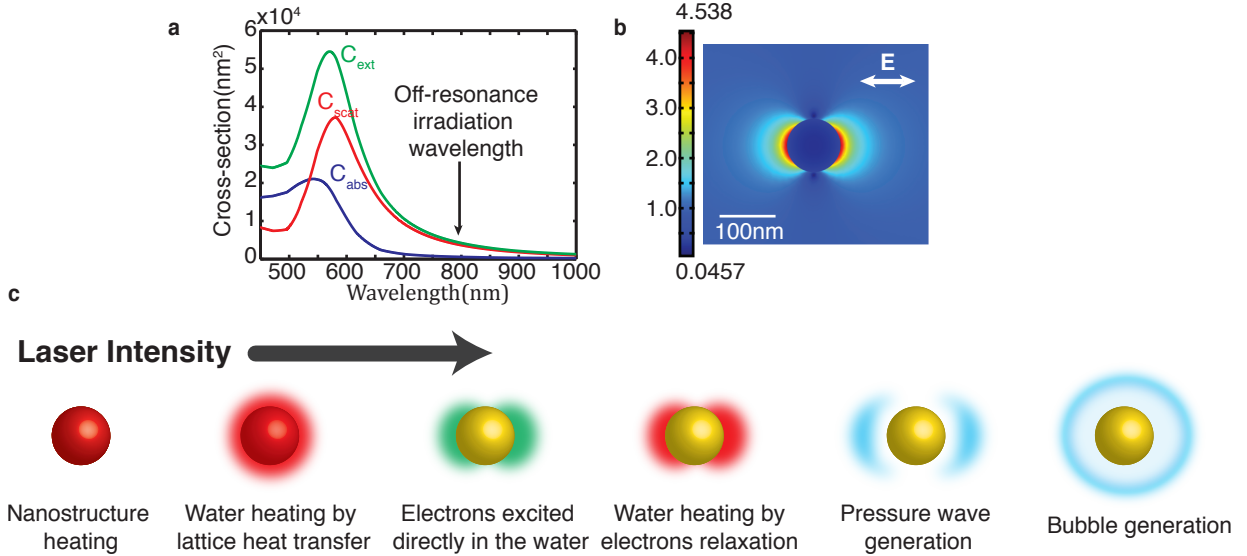 a
x10⁴
6
5
4
3
2
1
0
Cross-section(nm²)
C_ext
C_scat
C_abs
Off-resonance
irradiation
wavelength
500 600 700 800 900 1000
Wavelength(nm)
b
4.538
4.0
3.0
2.0
1.0
0.0457
E
100nm
c
Laser Intensity
Nanostructure
heating
Water heating by
lattice heat transfer
Electrons excited
directly in the water
Water heating by
electrons relaxation
Pressure wave
generation
Bubble generation